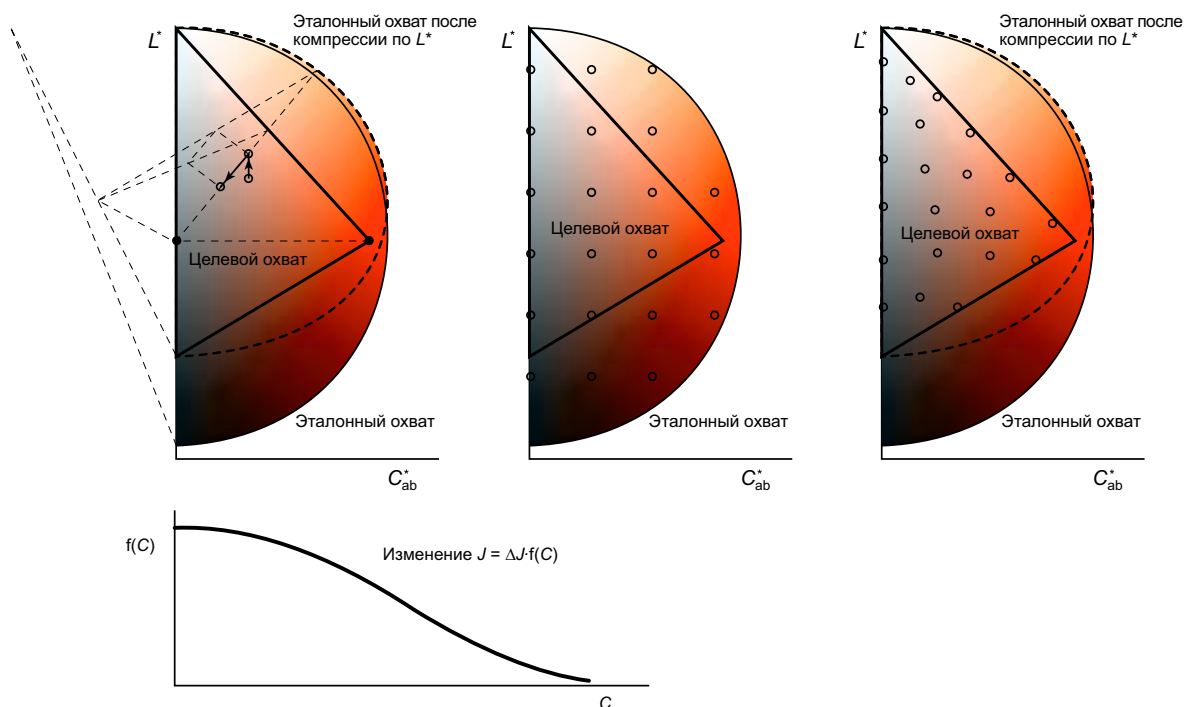 Эталонный охват после
компрессии по L*
L*
Целевой охват
Эталонный охват
C*ab
L*
Целевой охват
Эталонный охват
C*ab
Эталонный охват после
компрессии по L*
L*
Целевой охват
Эталонный охват
C*ab
f(C)
Изменение J = ΔJ·f(C)
C